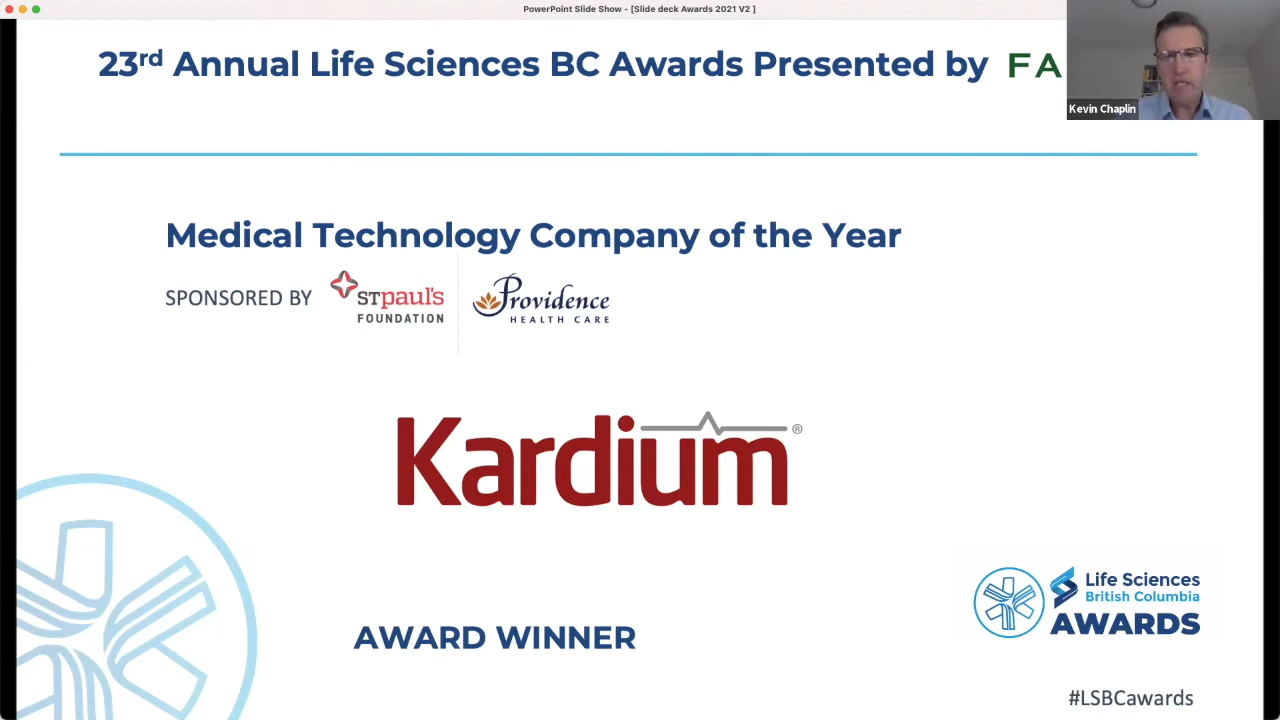 PowerPoint Slide Show - [Slide deck Awards 2021 V2 ]
23rd Annual Life Sciences BC Awards Presented by FA
Kevin Chaplin
Medical Technology Company of the Year
SPONSORED BY
STpaul's
FOUNDATION
Providence
HEALTH CARE
Kardium®
AWARD WINNER
Life Sciences
British Columbia
AWARDS
#LSBCawards